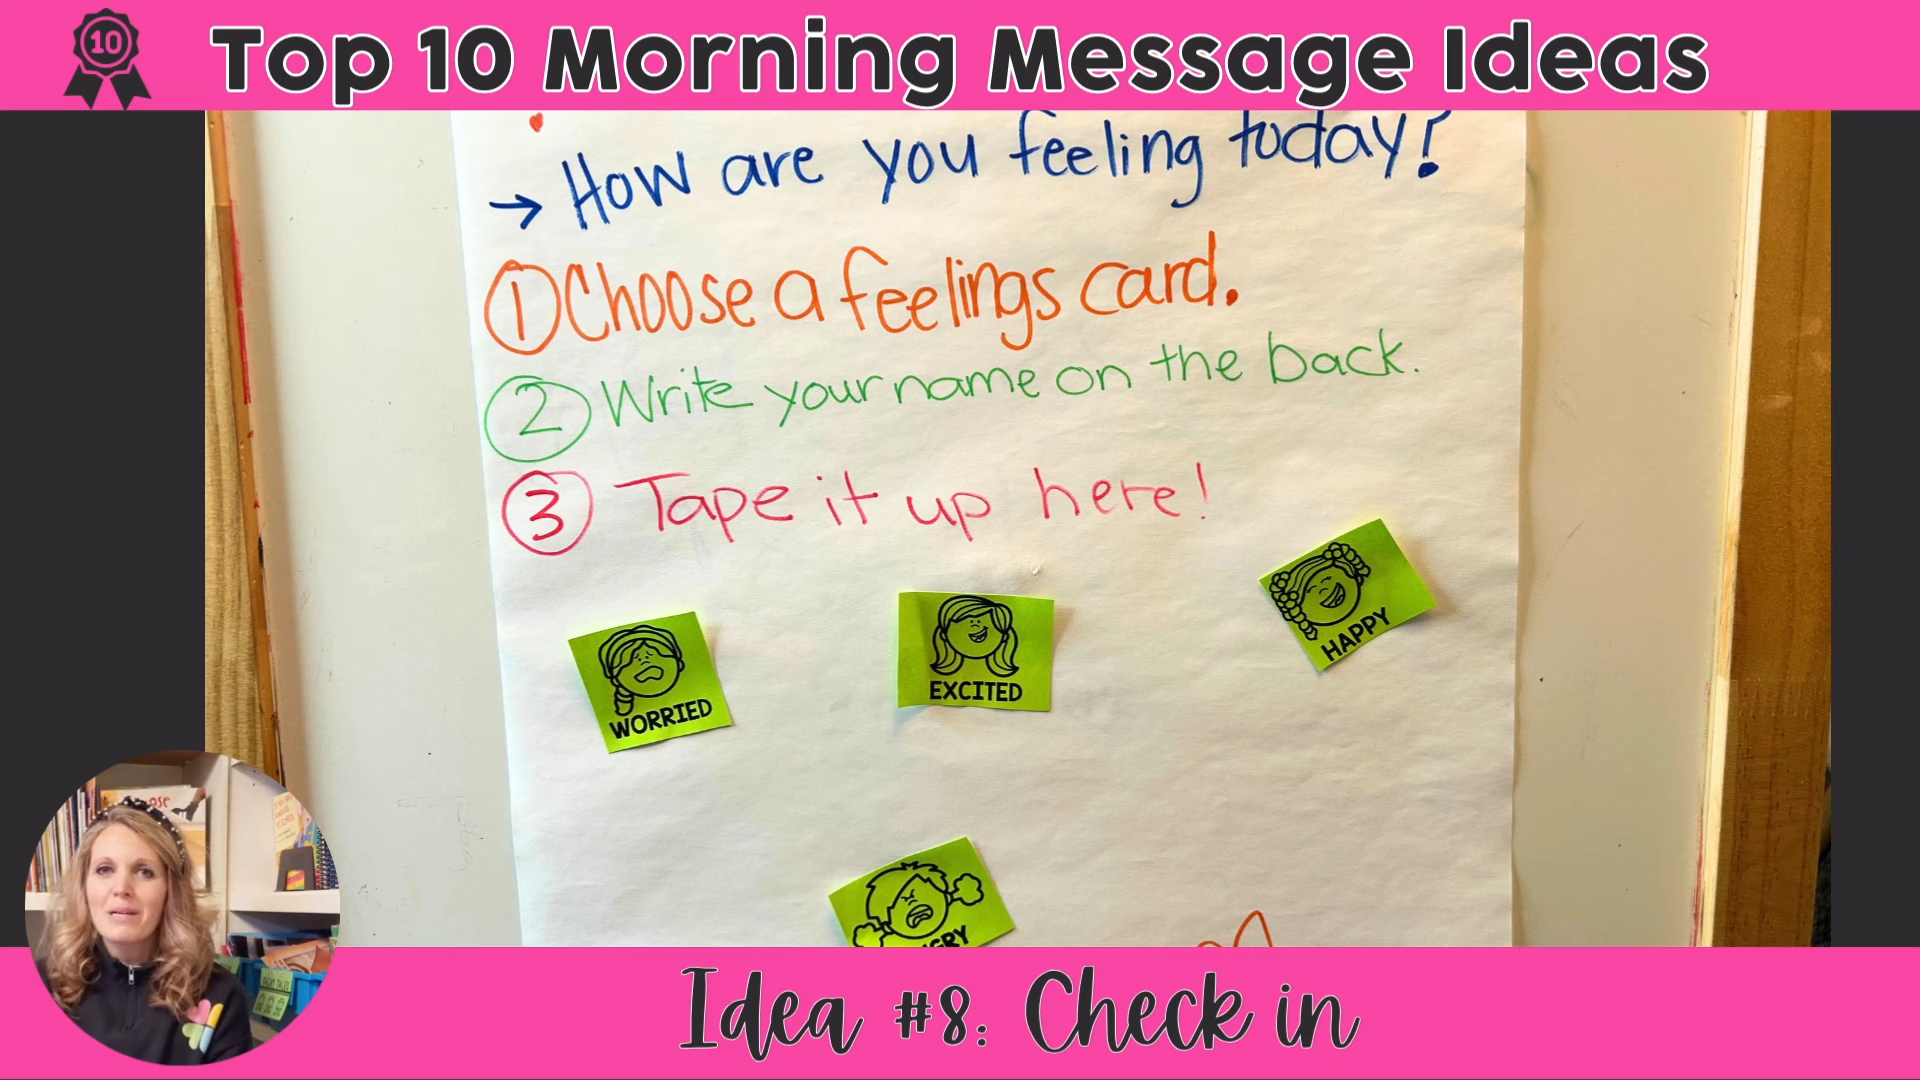 10
Top 10 Morning Message Ideas
→ How are you feeling today?
① Choose a feelings card.
② Write your name on the back.
③ Tape it up here!
WORRIED
EXCITED
HAPPY
Idea #8: Check in